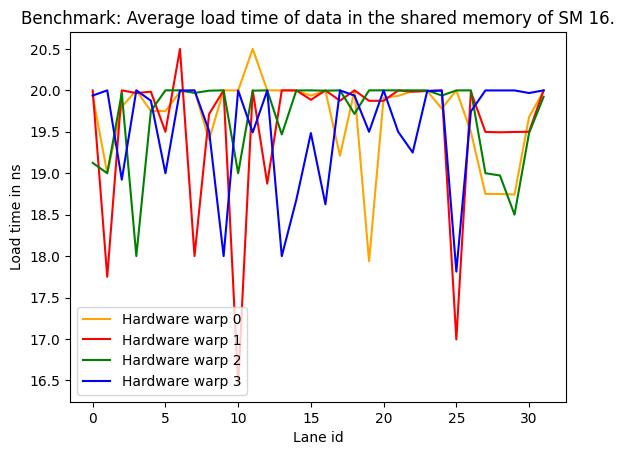 Benchmark: Average load time of data in the shared memory of SM 16.
20.5
20.0
19.5
19.0
18.5
18.0
17.5
17.0
16.5
Load time in ns
Hardware warp 0
Hardware warp 1
Hardware warp 2
Hardware warp 3
0 5 10 15 20 25 30
Lane id